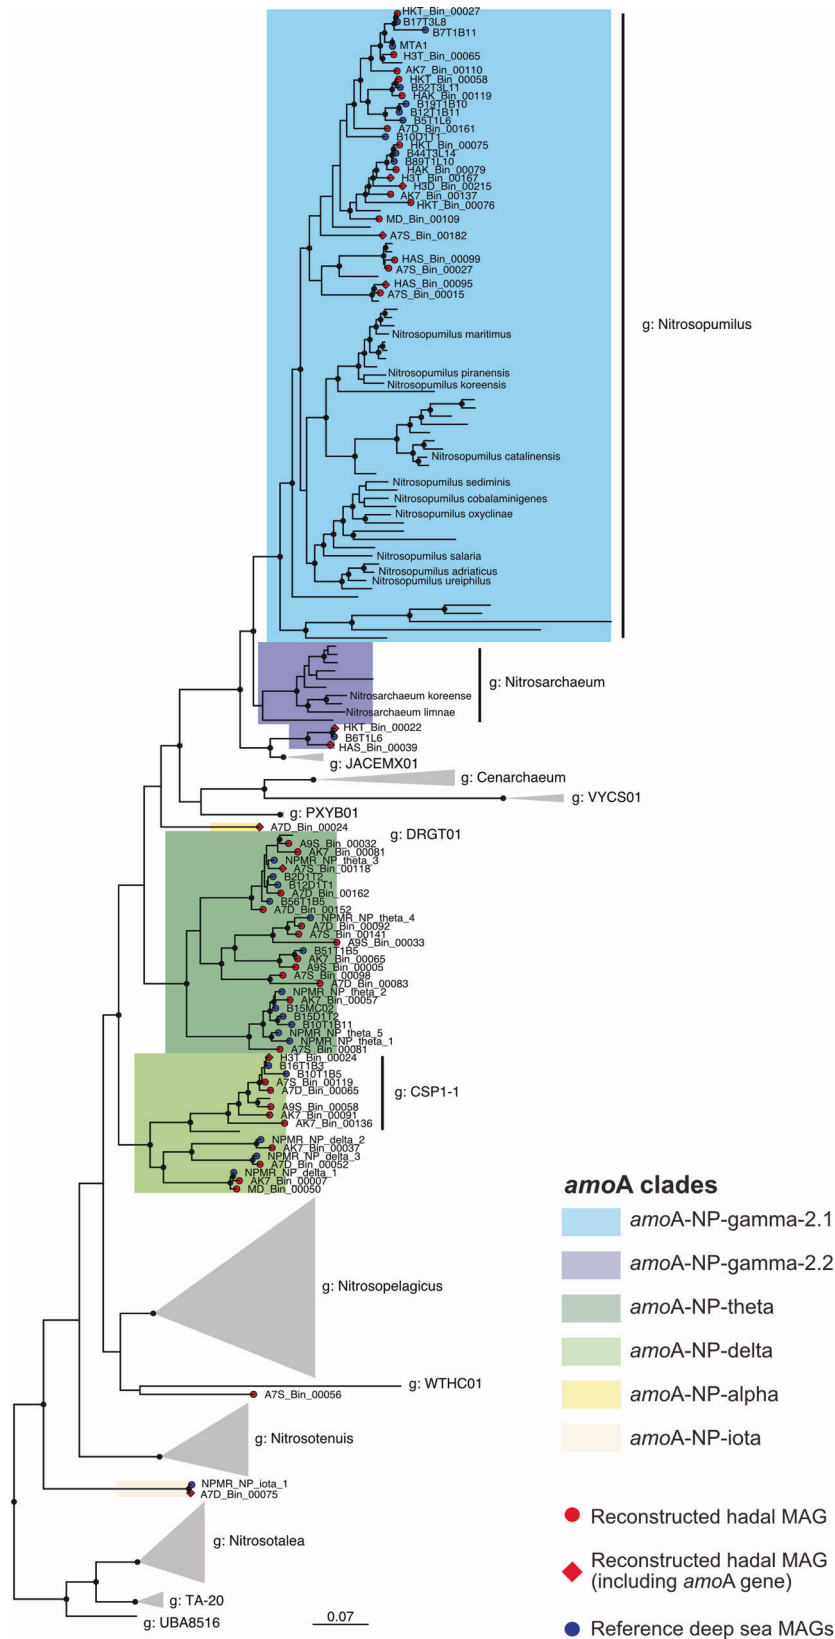 HKT_Bin_00027
B17T3L8
B7T1B11
MTA1
H3T_Bin_00065
AK7_Bin_00110
HKT_Bin_00058
B52T3L11
HAK_Bin_00119
B19T1B10
B12T1B11
B5T1L6
A7D_Bin_00161
B10D1T1
HKT_Bin_00075
B44T3L14
B89T1L10
HAK_Bin_00079
H3T_Bin_00167
H3D_Bin_00215
AK7_Bin_00137
HKT_Bin_00076
MD_Bin_00109
A7S_Bin_00182
HAS_Bin_00099
A7S_Bin_00027
HAS_Bin_00095
A7S_Bin_00015
g: Nitrosopumilus
Nitrosopumilus maritimus
Nitrosopumilus piranensis
Nitrosopumilus koreensis
Nitrosopumilus catalinensis
Nitrosopumilus sediminis
Nitrosopumilus cobalaminigenes
Nitrosopumilus oxyclinae
Nitrosopumilus salaria
Nitrosopumilus adriaticus
Nitrosopumilus ureiphilus
g: Nitrosarchaeum
Nitrosarchaeum koreense
Nitrosarchaeum limnae
HKT_Bin_00022
B6T1L6
HAS_Bin_00039
g: JACEMX01
g: Cenarchaeum
g: VYCS01
g: PXYB01
A7D_Bin_00024
g: DRGT01
A9S_Bin_00032
AK7_Bin_00081
NPMR_NP_theta_3
A7S_Bin_00118
B2D1T2
B12D1T1
A7D_Bin_00162
B56T1B5
A7D_Bin_00152
NPMR_NP_theta_4
A7D_Bin_00092
A7S_Bin_00141
A9S_Bin_00033
B51T1B5
AK7_Bin_00065
A9S_Bin_00005
A7S_Bin_00098
A7D_Bin_00083
NPMR_NP_theta_2
AK7_Bin_00057
B15MC02
B15D1T2
B10T1B11
NPMR_NP_theta_5
NPMR_NP_theta_1
A7S_Bin_00081
H3T_Bin_00024
B16T1B3
B10T1B5
A7S_Bin_00119
A7D_Bin_00065
g: CSP1-1
A9S_Bin_00058
AK7_Bin_00091
AK7_Bin_00136
NPMR_NP_delta_2
AK7_Bin_00037
NPMR_NP_delta_3
A7D_Bin_00052
NPMR_NP_delta_1
AK7_Bin_00007
MD_Bin_00050
g: Nitrosopelagicus
g: WTHC01
A7S_Bin_00056
g: Nitrosotenuis
NPMR_NP_iota_1
A7D_Bin_00075
g: Nitrosotalea
g: TA-20
g: UBA8516
0.07
amoA clades
amoA-NP-gamma-2.1
amoA-NP-gamma-2.2
amoA-NP-theta
amoA-NP-delta
amoA-NP-alpha
amoA-NP-iota
Reconstructed hadal MAG
Reconstructed hadal MAG
(including amoA gene)
Reference deep sea MAGs